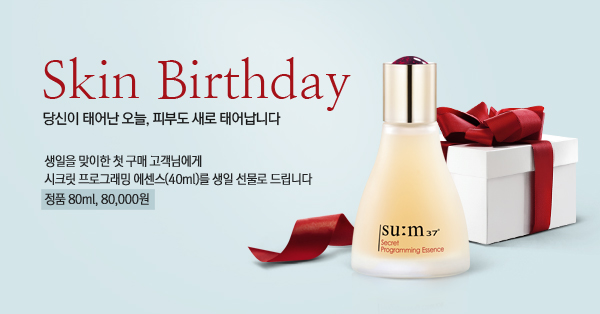 Skin Birthday
당신이 태어난 오늘, 피부도 새로 태어납니다
생일을 맞이한 첫 구매 고객님에게
시크릿 프로그래밍 에센스(40ml)를 생일 선물로 드립니다
정품 80ml, 80,000원
su:m37°
Secret
Programming Essence